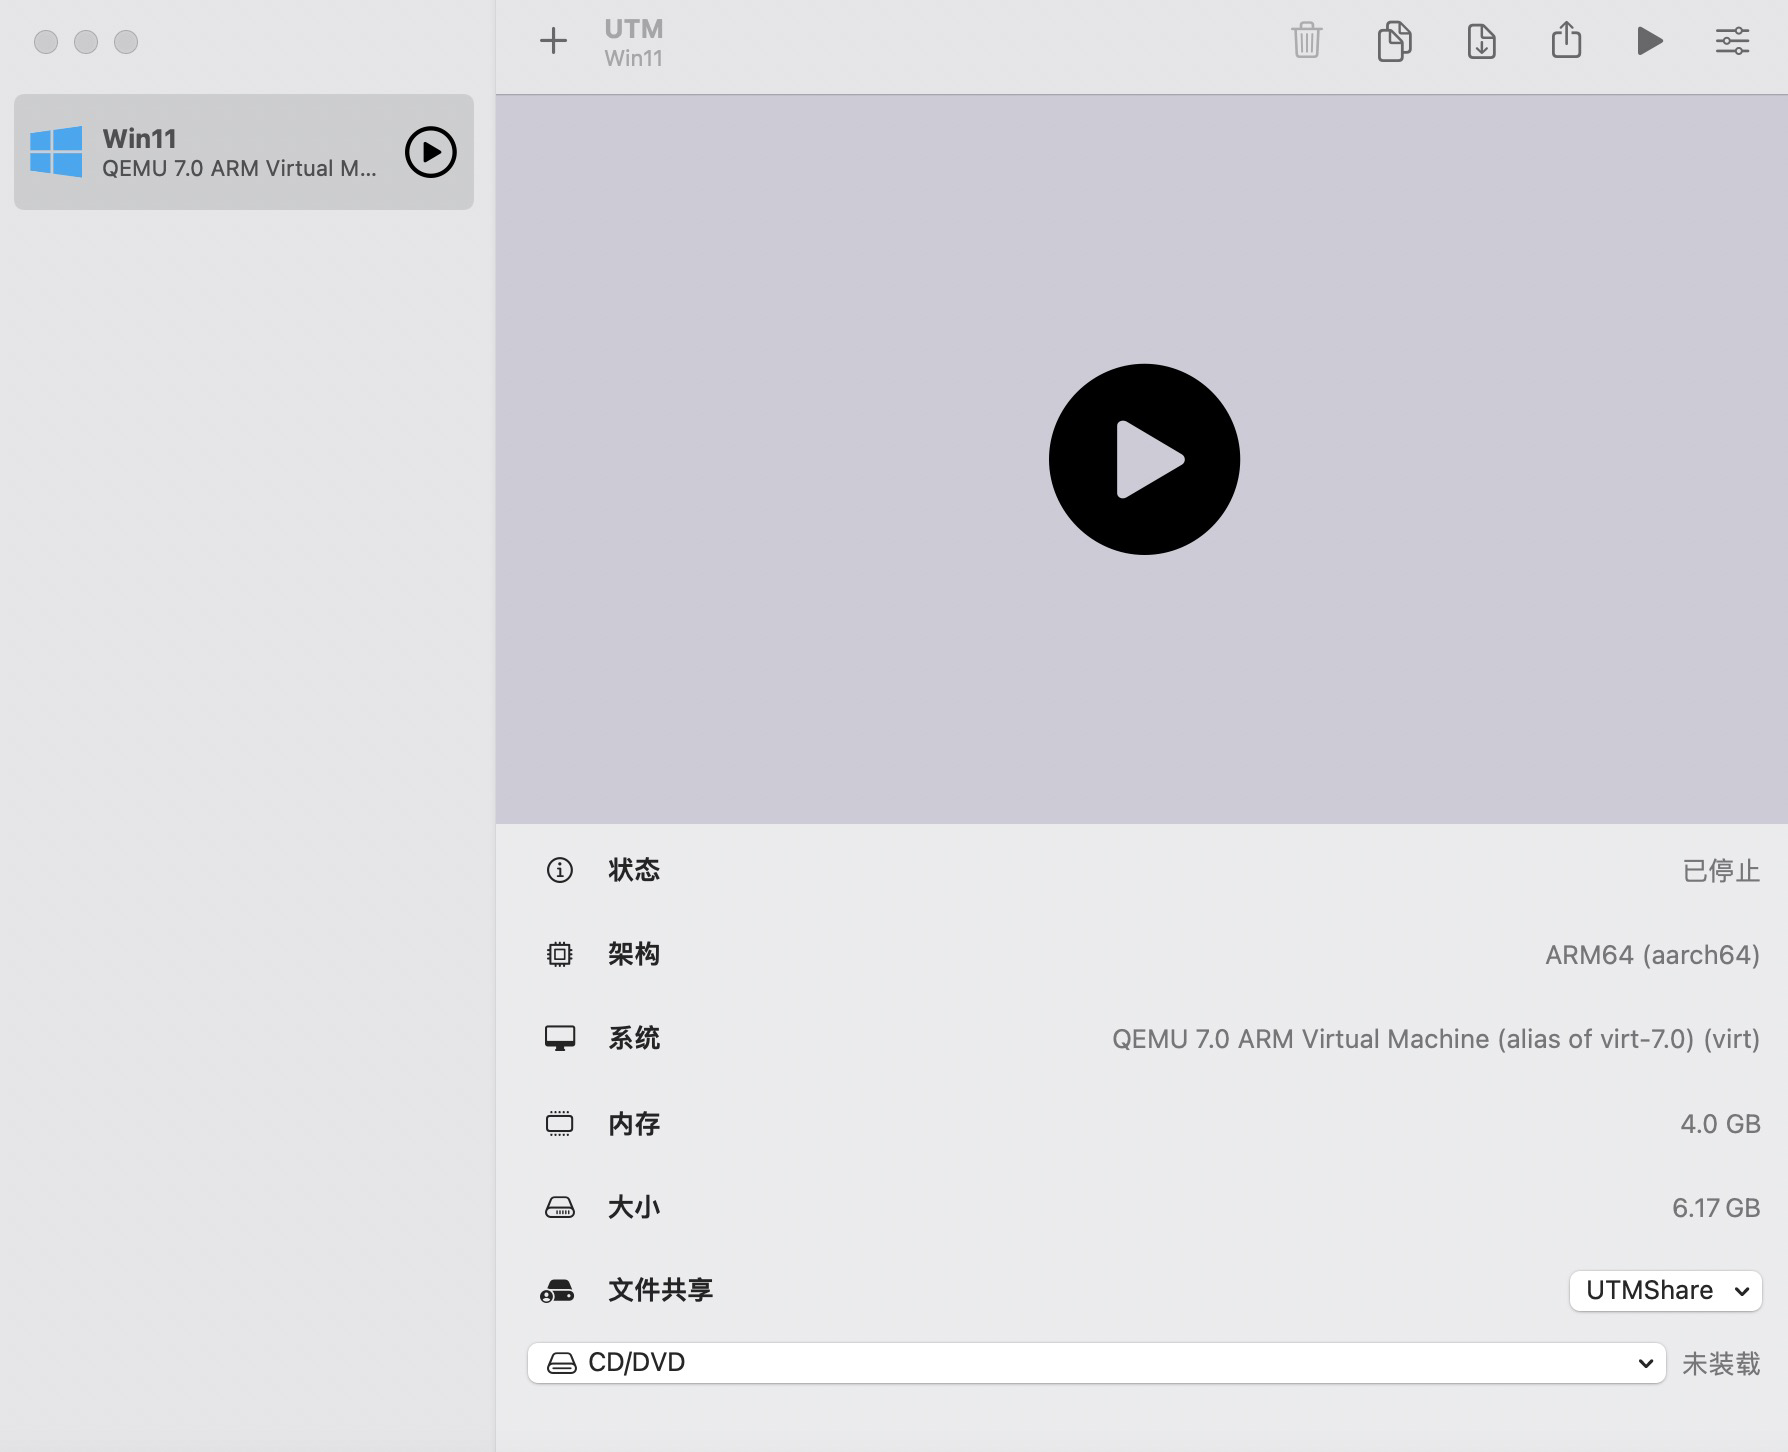 UTM
Win11
Win11
QEMU 7.0 ARM Virtual M...
状态
已停止
架构
ARM64 (aarch64)
系统
QEMU 7.0 ARM Virtual Machine (alias of virt-7.0) (virt)
内存
4.0 GB
大小
6.17 GB
文件共享
UTMShare
CD/DVD
未装载